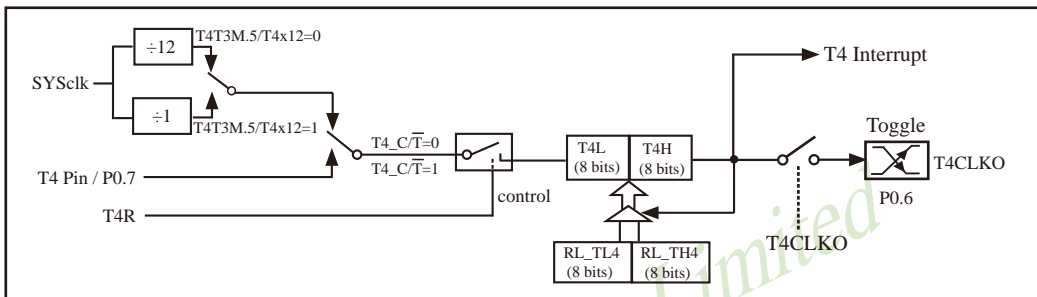 ÷12
T4T3M.5/T4x12=0
SYSclk
÷1
T4T3M.5/T4x12=1
T4 Pin / P0.7
T4R
T4_C/T̅=0
T4_C/T̅=1
control
T4L
(8 bits)
T4H
(8 bits)
RL_TL4
(8 bits)
RL_TH4
(8 bits)
T4 Interrupt
Toggle
T4CLKO
P0.6
T4CLKO
Limited